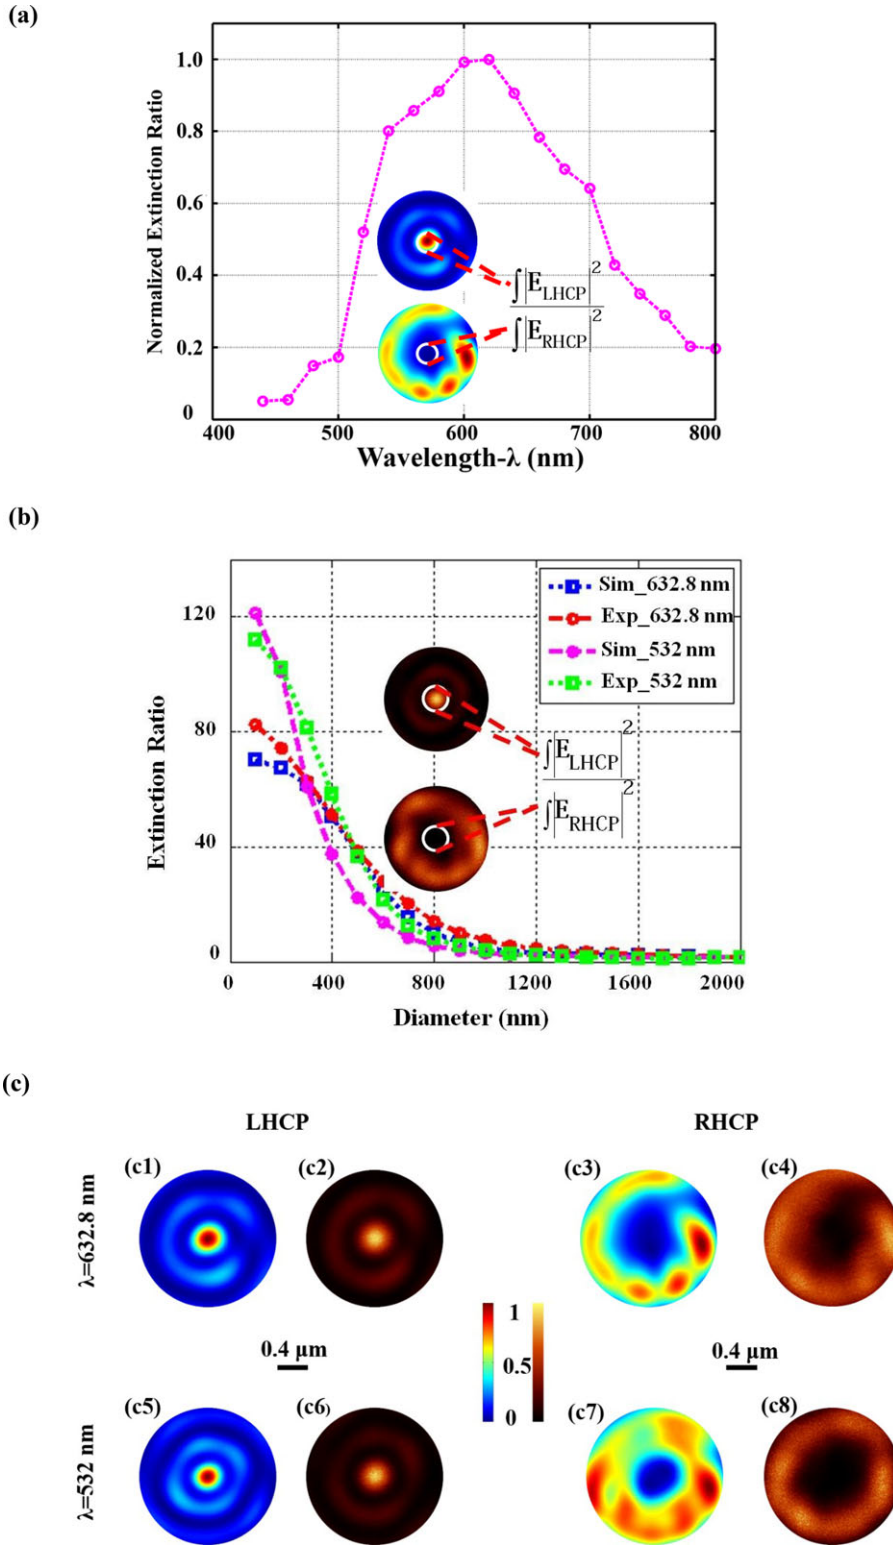 (a)
Normalized Extinction Ratio
1.0
0.8
0.6
0.4
0.2
0
∫|E_LHCP|²
∫|E_RHCP|²
400 500 600 700 800
Wavelength-λ (nm)
(b)
Extinction Ratio
120
80
40
0
Sim_632.8 nm
Exp_632.8 nm
Sim_532 nm
Exp_532 nm
∫|E_LHCP|²
∫|E_RHCP|²
0 400 800 1200 1600 2000
Diameter (nm)
(c)
LHCP RHCP
λ=632.8 nm
(c1) (c2) (c3) (c4)
1
0.5
0
0.4 μm 0.4 μm
λ=532 nm
(c5) (c6) (c7) (c8)